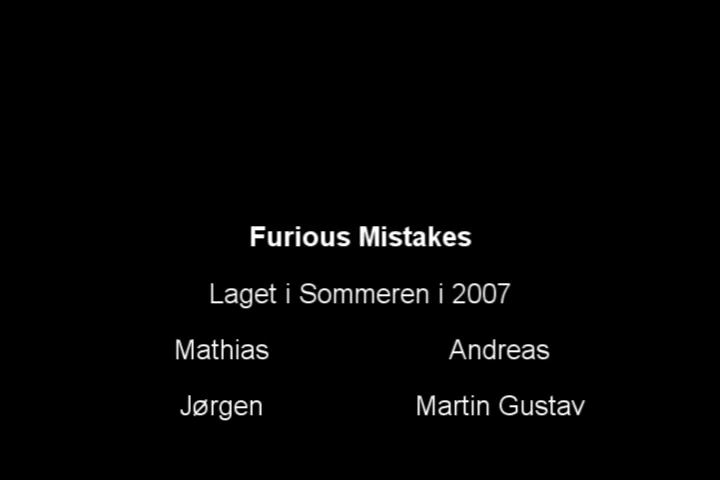 Furious Mistakes
Laget i Sommeren i 2007
Mathias Andreas
Jørgen Martin Gustav